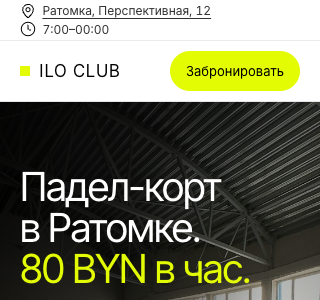 Ратомка, Перспективная, 12
7:00–00:00
ILO CLUB
Забронировать
Падел-корт
в Ратомке.
80 BYN в час.